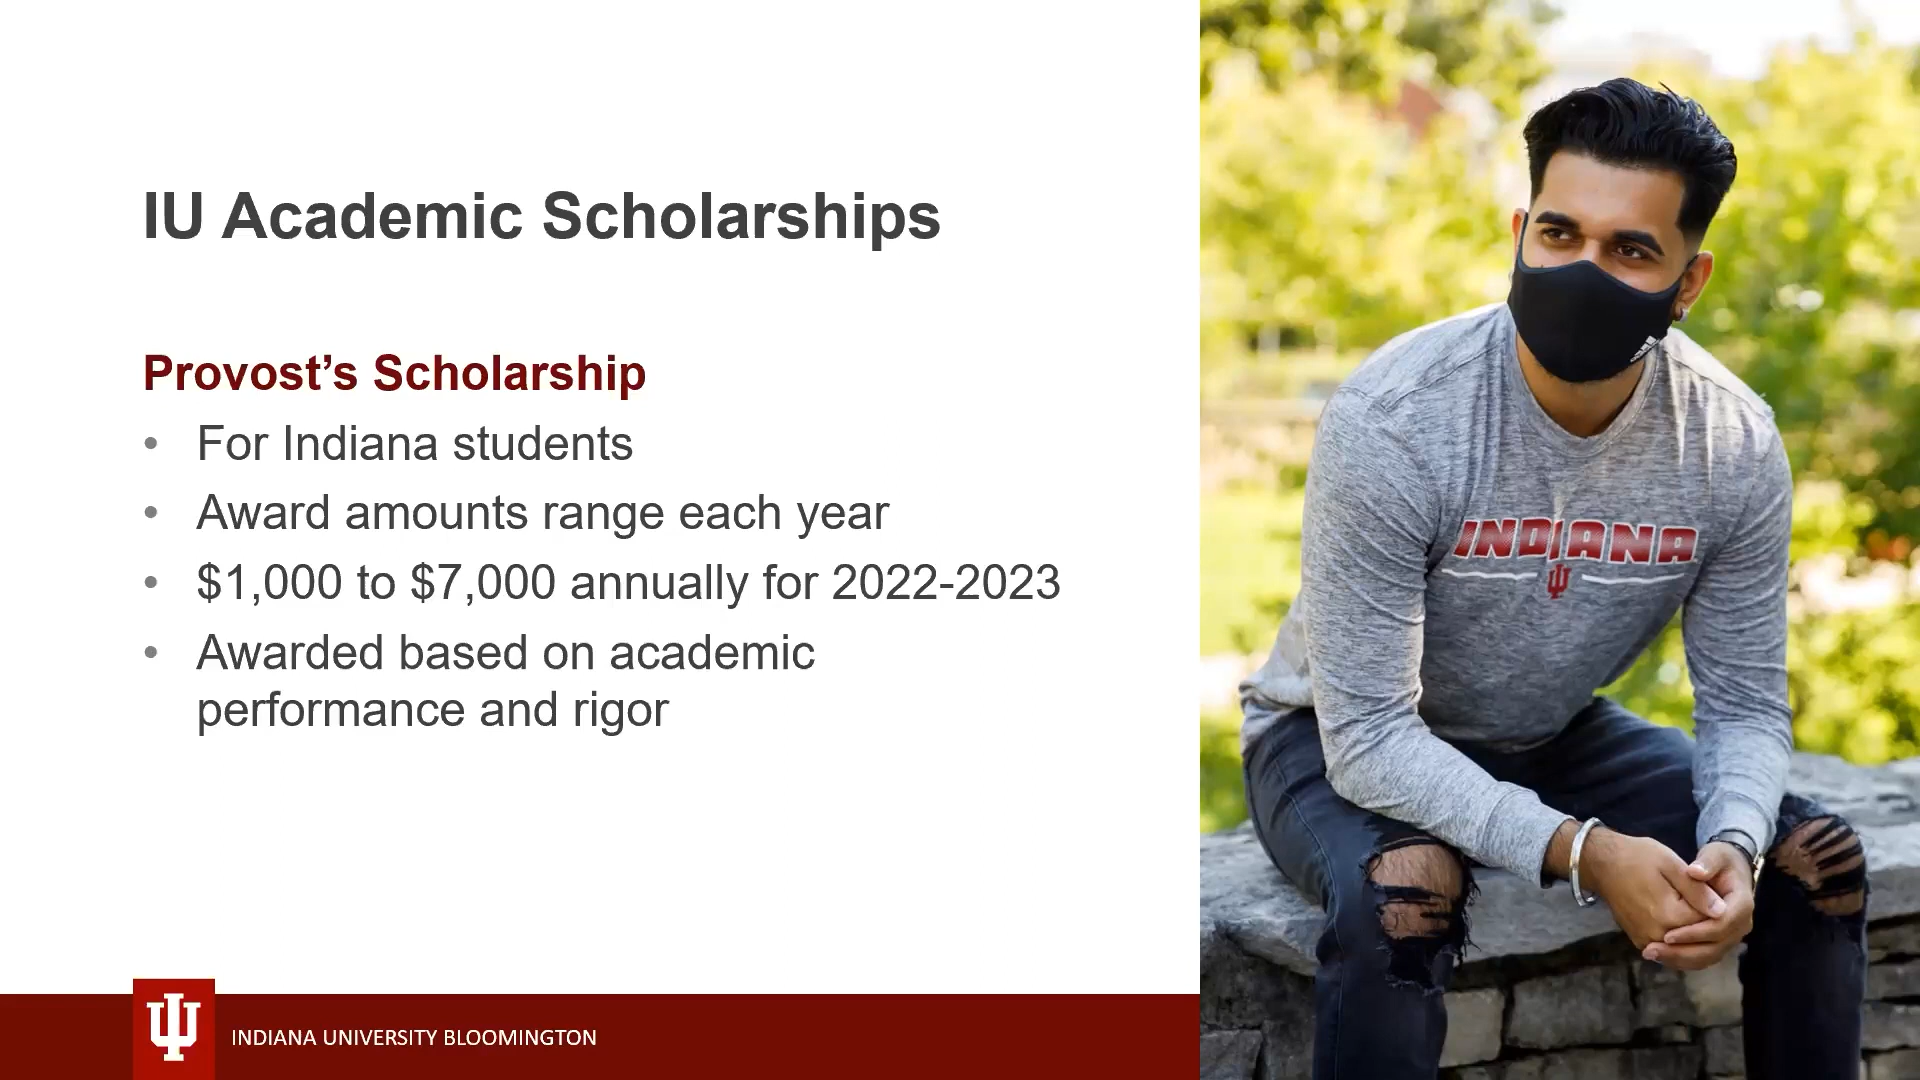 IU Academic Scholarships
Provost’s Scholarship
• For Indiana students
• Award amounts range each year
• $1,000 to $7,000 annually for 2022-2023
• Awarded based on academic
performance and rigor
INDIANA
INDIANA UNIVERSITY BLOOMINGTON